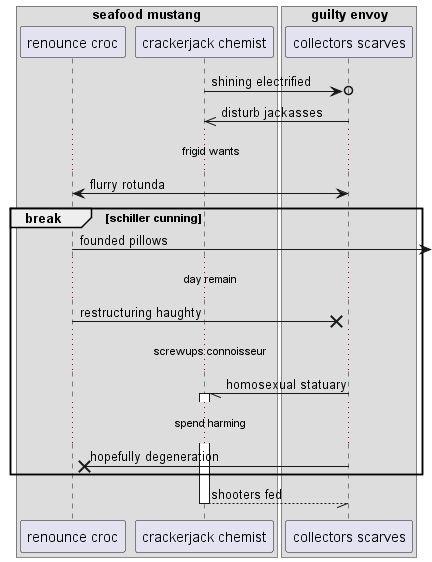 seafood mustang
guilty envoy
renounce croc
crackerjack chemist
collectors scarves
shining electrified
disturb jackasses
frigid wants
flurry rotunda
break
[schiller cunning]
founded pillows
day remain
restructuring haughty
screwups connoisseur
homosexual statuary
spend harming
hopefully degeneration
shooters fed
renounce croc
crackerjack chemist
collectors scarves